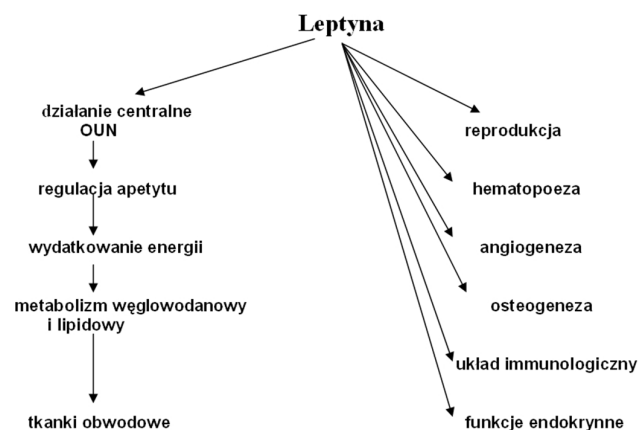 Leptyna
działanie centralne
OUN
regulacja apetytu
wydatkowanie energii
metabolizm węglowodanowy
i lipidowy
tkanki obwodowe
reprodukcja
hematopoeza
angiogeneza
osteogeneza
układ immunologiczny
funkcje endokrynne